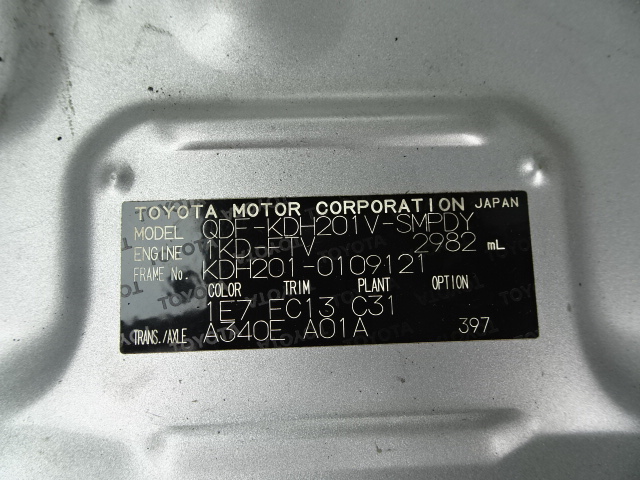 TOYOTA MOTOR CORPORATION JAPAN
MODEL QDF-KDH201V-SMPDY
ENGINE 1KD-FTV 2982 mL
FRAME No. KDH201-0109121
COLOR TRIM PLANT OPTION
1E7 EC13 C31
TRANS./AXLE A340E A01A 397